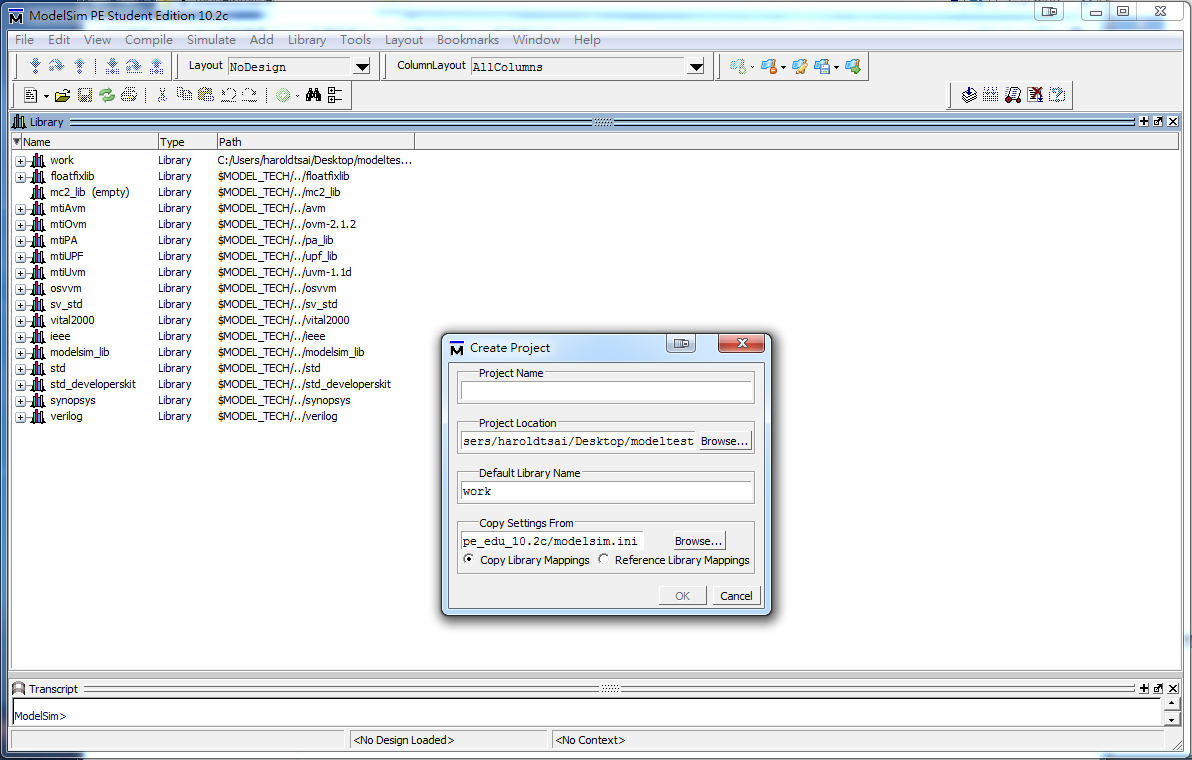 ModelSim PE Student Edition 10.2c
File Edit View Compile Simulate Add Library Tools Layout Bookmarks Window Help
Layout NoDesign ColumnLayout AllColumns
Library
Name Type Path
work Library C:/Users/haroldtsai/Desktop/modeltes...
floatfixlib Library $MODEL_TECH/../floatfixlib
mc2_lib (empty) Library $MODEL_TECH/../mc2_lib
mtiAvm Library $MODEL_TECH/../avm
mtiOvm Library $MODEL_TECH/../ovm-2.1.2
mtiPA Library $MODEL_TECH/../pa_lib
mtiUPF Library $MODEL_TECH/../upf_lib
mtiUvm Library $MODEL_TECH/../uvm-1.1d
osvvm Library $MODEL_TECH/../osvvm
sv_std Library $MODEL_TECH/../sv_std
vital2000 Library $MODEL_TECH/../vital2000
ieee Library $MODEL_TECH/../ieee
modelsim_lib Library $MODEL_TECH/../modelsim_lib
std Library $MODEL_TECH/../std
std_developerskit Library $MODEL_TECH/../std_developerskit
synopsys Library $MODEL_TECH/../synopsys
verilog Library $MODEL_TECH/../verilog
Create Project
Project Name
Project Location
sers/haroldtsai/Desktop/modeltest Browse...
Default Library Name
work
Copy Settings From
pe_edu_10.2c/modelsim.ini Browse...
Copy Library Mappings Reference Library Mappings
OK Cancel
Transcript
ModelSim>
<No Design Loaded> <No Context>